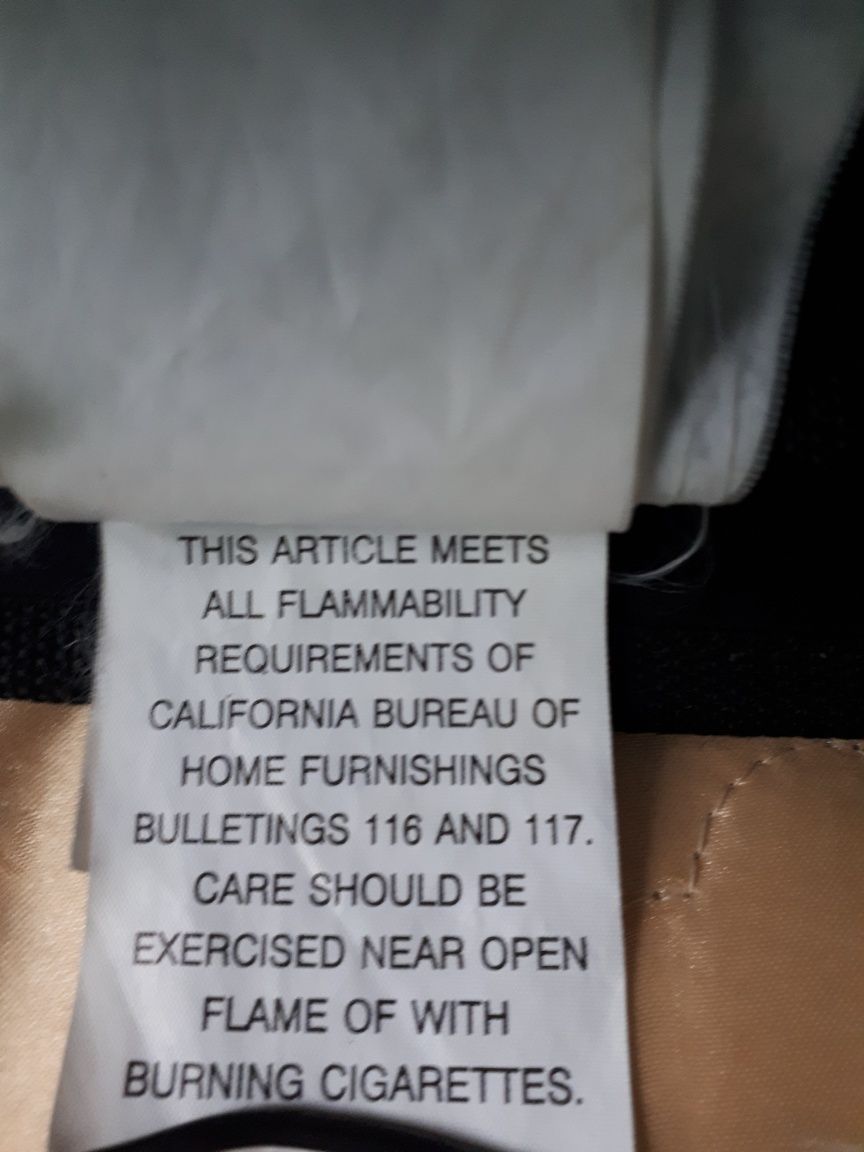 THIS ARTICLE MEETS
ALL FLAMMABILITY
REQUIREMENTS OF
CALIFORNIA BUREAU OF
HOME FURNISHINGS
BULLETINGS 116 AND 117.
CARE SHOULD BE
EXERCISED NEAR OPEN
FLAME OF WITH
BURNING CIGARETTES.